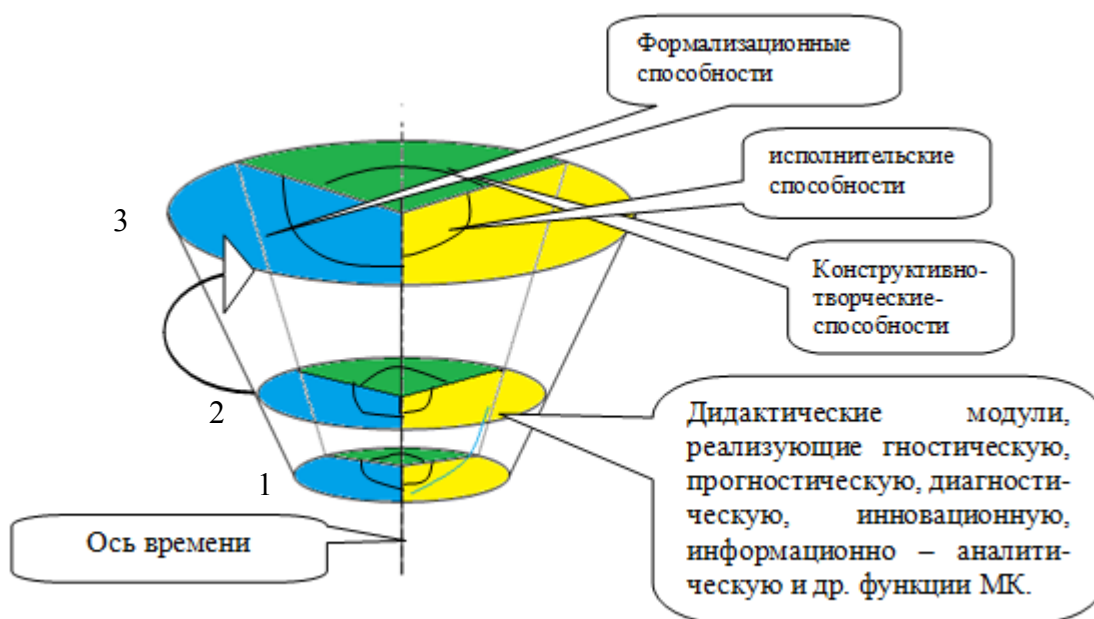 Формализационные
способности
исполнительские
способности
3
Конструктивно-
творческие-
способности
2
Дидактические модули,
реализующие гностическую,
прогностическую, диагности-
ческую, инновационную,
информационно – аналити-
ческую и др. функции МК.
1
Ось времени